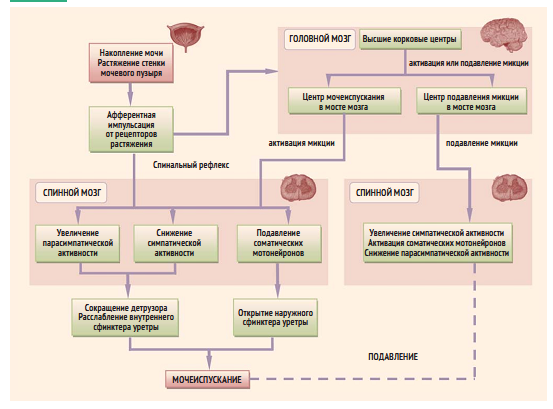 Накопление мочи
Растяжение стенки
мочевого пузыря
ГОЛОВНОЙ МОЗГ
Высшие корковые центры
активация или подавление микции
Центр мочеиспускания
в мосте мозга
Центр подавления микции
в мосте мозга
Афферентная
импульсация
от рецепторов
растяжения
активация микции
подавление микции
Спинальный рефлекс
СПИННОЙ МОЗГ
СПИННОЙ МОЗГ
Увеличение
парасимпатической
активности
Снижение
симпатической
активности
Подавление
соматических
мотонейронов
Увеличение симпатической активности
Активация соматических мотонейронов
Снижение парасимпатической активности
Сокращение детрузора
Расслабление внутреннего
сфинктера уретры
Открытие наружного
сфинктера уретры
ПОДАВЛЕНИЕ
МОЧЕИСПУСКАНИЕ